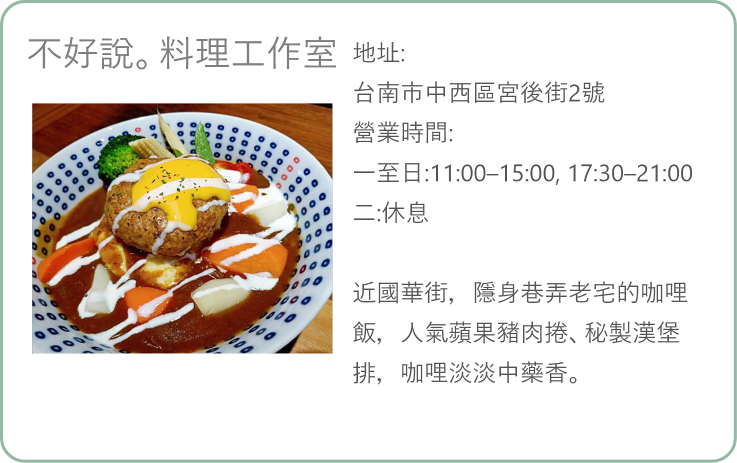 不好說。料理工作室
地址:
台南市中西區宮後街2號
營業時間:
一至日:11:00–15:00, 17:30–21:00
二:休息
近國華街，隱身巷弄老宅的咖哩
飯，人氣蘋果豬肉捲、秘製漢堡
排，咖哩淡淡中藥香。